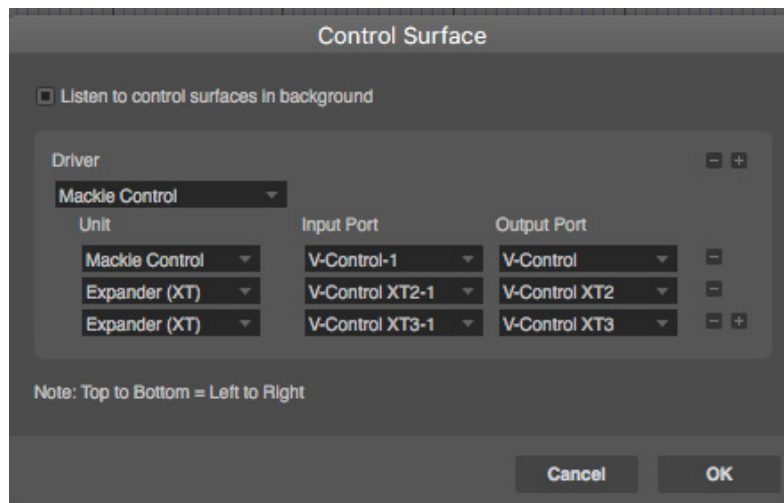 Control Surface
Listen to control surfaces in background
Driver
Mackie Control
Unit Input Port Output Port
Mackie Control V-Control-1 V-Control
Expander (XT) V-Control XT2-1 V-Control XT2
Expander (XT) V-Control XT3-1 V-Control XT3
Note: Top to Bottom = Left to Right
Cancel OK